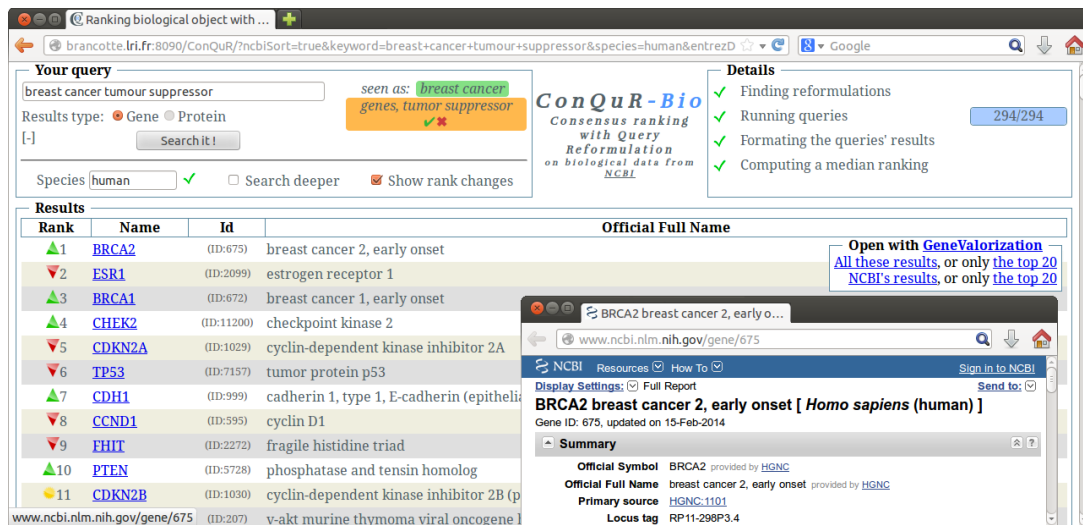 Ranking biological object with ...
brancotte.lri.fr:8090/ConQuR/?ncbiSort=true&keyword=breast+cancer+tumour+suppressor&species=human&entrezD
Google
Your query
breast cancer tumour suppressor
seen as: breast cancer
genes, tumor suppressor
Results type: Gene Protein
[-]
Search it !
Species human
Search deeper
Show rank changes
ConQuR-Bio
Consensus ranking
with Query
Reformulation
on biological data from
NCBI
Details
Finding reformulations
Running queries 294/294
Formating the queries' results
Computing a median ranking
Results
Rank Name Id Official Full Name
1 BRCA2 (ID:675) breast cancer 2, early onset
2 ESR1 (ID:2099) estrogen receptor 1
3 BRCA1 (ID:672) breast cancer 1, early onset
4 CHEK2 (ID:11200) checkpoint kinase 2
5 CDKN2A (ID:1029) cyclin-dependent kinase inhibitor 2A
6 TP53 (ID:7157) tumor protein p53
7 CDH1 (ID:999) cadherin 1, type 1, E-cadherin (epithelia
8 CCND1 (ID:595) cyclin D1
9 FHIT (ID:2272) fragile histidine triad
10 PTEN (ID:5728) phosphatase and tensin homolog
11 CDKN2B (ID:1030) cyclin-dependent kinase inhibitor 2B (p
(ID:207) v-akt murine thymoma viral oncogene
www.ncbi.nlm.nih.gov/gene/675
Open with GeneValorization
All these results, or only the top 20
NCBI's results, or only the top 20
BRCA2 breast cancer 2, early o...
www.ncbi.nlm.nih.gov/gene/675
NCBI Resources How To Sign in to NCBI
Display Settings: Full Report Send to:
BRCA2 breast cancer 2, early onset [ Homo sapiens (human) ]
Gene ID: 675, updated on 15-Feb-2014
Summary
Official Symbol BRCA2 provided by HGNC
Official Full Name breast cancer 2, early onset provided by HGNC
Primary source HGNC:1101
Locus tag RP11-298P3.4